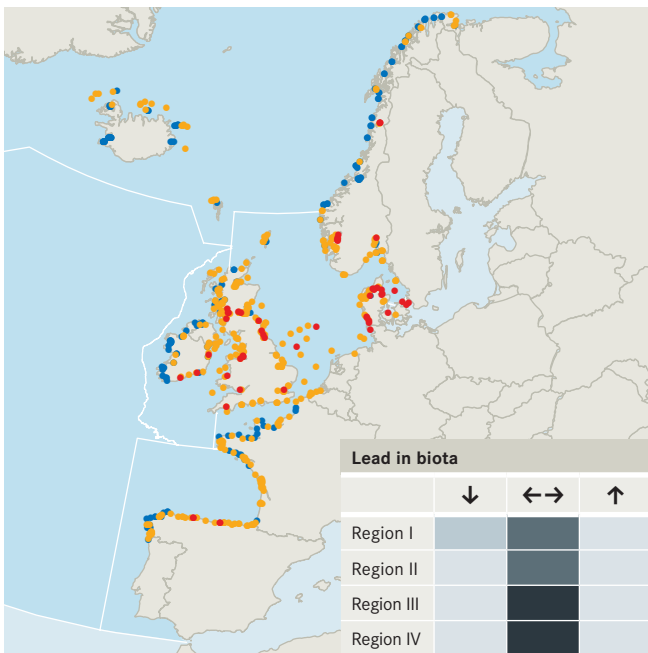 Lead in biota
↓ ←→ ↑
Region I
Region II
Region III
Region IV